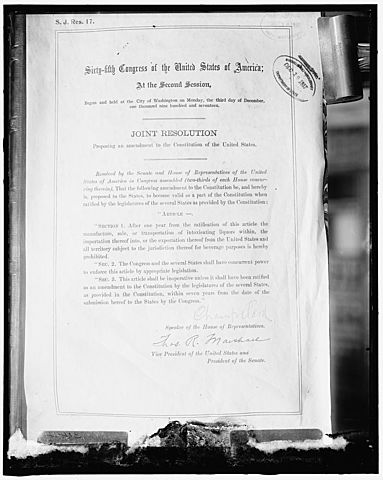 S. J. Res. 17.
Sixty-fifth Congress of the United States of America;
At the Second Session,
Begun and held at the City of Washington on Monday, the third day of December,
one thousand nine hundred and seventeen.
JOINT RESOLUTION
Proposing an amendment to the Constitution of the United States.
Resolved by the Senate and House of Representatives of the United
States of America in Congress assembled (two-thirds of each House concur-
ring therein), That the following amendment to the Constitution be, and hereby
is, proposed to the States, to become valid as a part of the Constitution when
ratified by the legislatures of the several States as provided by the Constitution:
"ARTICLE —.
"SECTION 1. After one year from the ratification of this article the
manufacture, sale, or transportation of intoxicating liquors within, the
importation thereof into, or the exportation thereof from the United States and
all territory subject to the jurisdiction thereof for beverage purposes is hereby
prohibited.
"SEC. 2. The Congress and the several States shall have concurrent power
to enforce this article by appropriate legislation.
"SEC. 3. This article shall be inoperative unless it shall have been ratified
as an amendment to the Constitution by the legislatures of the several States,
as provided in the Constitution, within seven years from the date of the
submission hereof to the States by the Congress."
Champ Clark
Speaker of the House of Representatives.
Thos. R. Marshall
Vice President of the United States and
President of the Senate.